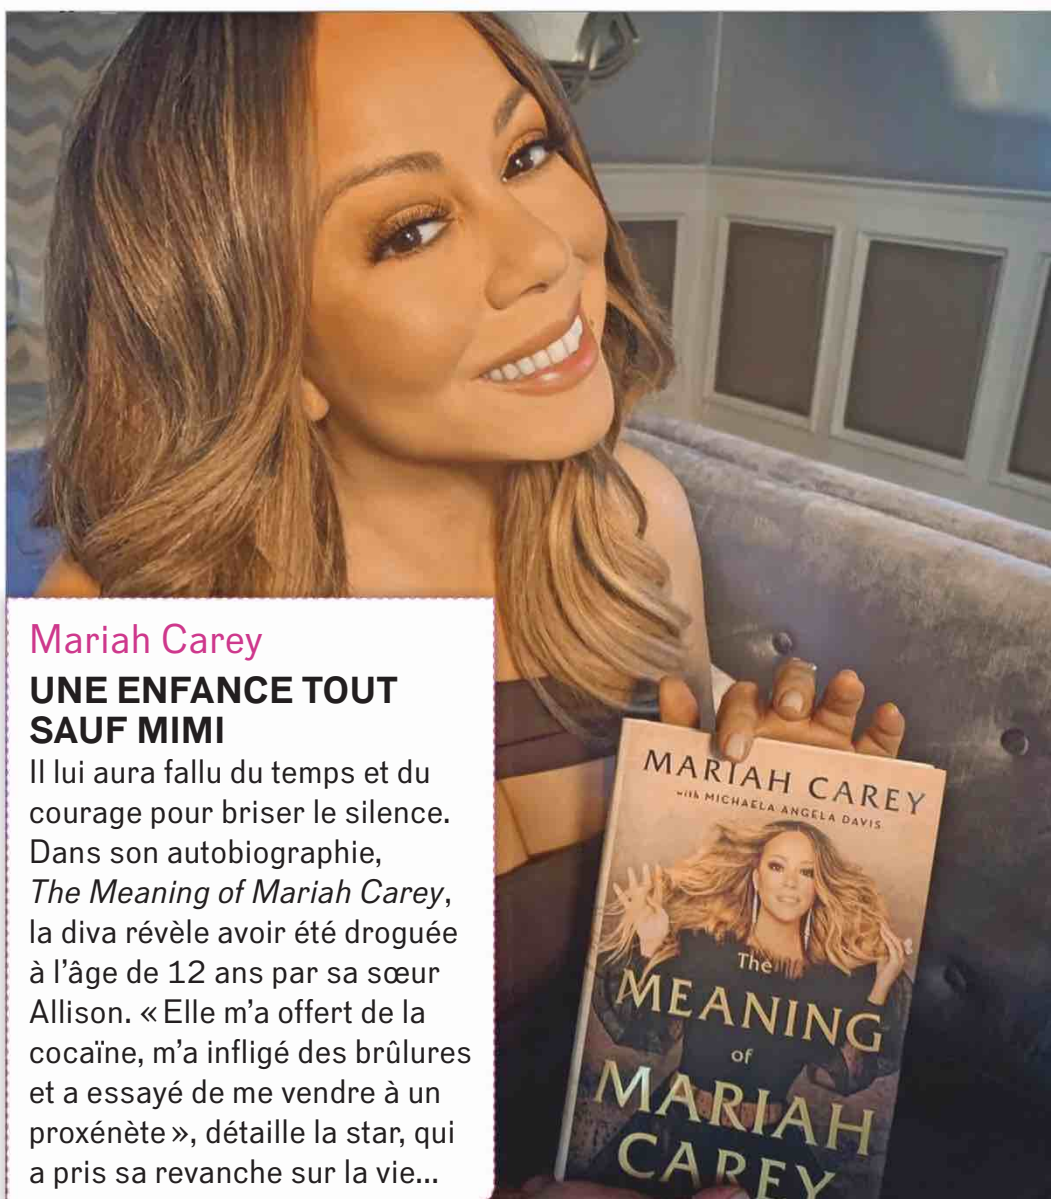 Mariah Carey
UNE ENFANCE TOUT
SAUF MIMI
Il lui aura fallu du temps et du
courage pour briser le silence.
Dans son autobiographie,
The Meaning of Mariah Carey,
la diva révèle avoir été droguée
à l’âge de 12 ans par sa sœur
Allison. « Elle m’a offert de la
cocaïne, m’a infligé des brûlures
et a essayé de me vendre à un
proxénète », détaille la star, qui
a pris sa revanche sur la vie...
MARIAH CAREY
with MICHAELA ANGELA DAVIS
The
MEANING
of
MARIAH
CAREY